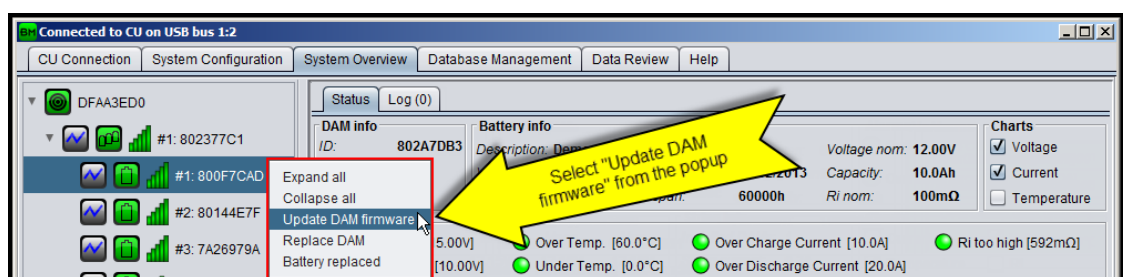 BM Connected to CU on USB bus 1:2
CU Connection System Configuration System Overview Database Management Data Review Help
DFAA3ED0
#1: 802377C1
#1: 800F7CAD
#2: 80144E7F
#3: 7A26979A
Expand all
Collapse all
Update DAM firmware
Replace DAM
Battery replaced
Status Log (0)
DAM info
ID: 802A7DB3
Battery info
Description:
Voltage nom: 12.00V
2013 Capacity: 10.0Ah
60000h Ri nom: 100mΩ
Select "Update DAM
firmware" from the popup
Charts
Voltage
Current
Temperature
5.00V] Over Temp. [60.0°C] Over Charge Current [10.0A] Ri too high [592mΩ]
[10.00V] Under Temp. [0.0°C] Over Discharge Current [20.0A]